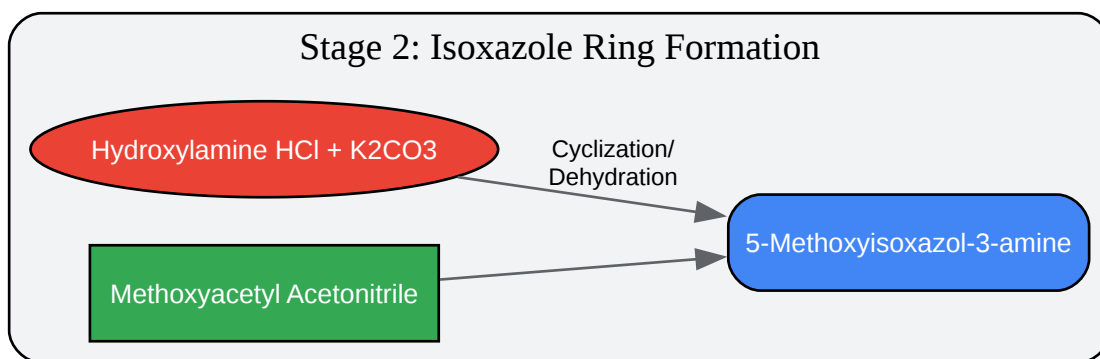 Stage 2: Isoxazole Ring Formation
Hydroxylamine HCl + K2CO3
Cyclization/
Dehydration
5-Methoxyisoxazol-3-amine
Methoxyacetyl Acetonitrile